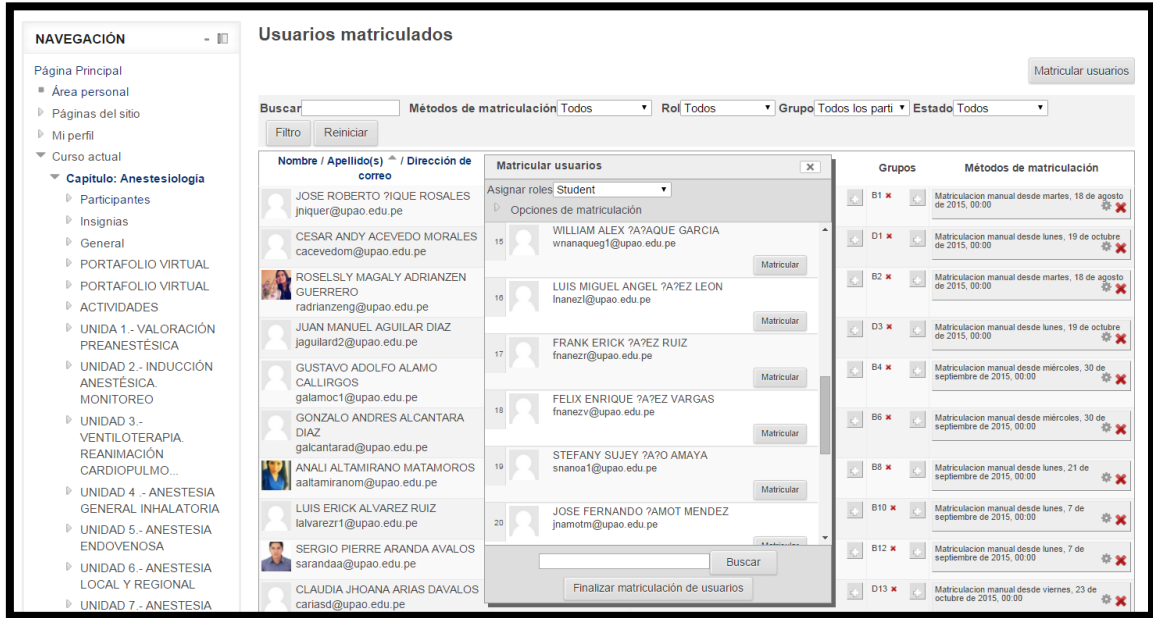 NAVEGACIÓN
Página Principal
Área personal
Páginas del sitio
Mi perfil
Curso actual
Capitulo: Anestesiología
Participantes
Insignias
General
PORTAFOLIO VIRTUAL
PORTAFOLIO VIRTUAL
ACTIVIDADES
UNIDA 1.- VALORACIÓN
PREANESTÉSICA
UNIDAD 2.- INDUCCIÓN
ANESTÉSICA.
MONITOREO
UNIDAD 3.-
VENTILOTERAPIA.
REANIMACIÓN
CARDIOPULMO...
UNIDAD 4 .- ANESTESIA
GENERAL INHALATORIA
UNIDAD 5.- ANESTESIA
ENDOVENOSA
UNIDAD 6.- ANESTESIA
LOCAL Y REGIONAL
UNIDAD 7.- ANESTESIA
Usuarios matriculados
Matricular usuarios
Buscar Métodos de matriculación Todos Rol Todos Grupo Todos los parti Estado Todos
Filtro Reiniciar
Nombre / Apellido(s) / Dirección de
correo
JOSE ROBERTO ?IQUE ROSALES
jniquer@upao.edu.pe
CESAR ANDY ACEVEDO MORALES
cacevedom@upao.edu.pe
ROSELSLY MAGALY ADRIANZEN
GUERRERO
radrianzeng@upao.edu.pe
JUAN MANUEL AGUILAR DIAZ
jaguilard2@upao.edu.pe
GUSTAVO ADOLFO ALAMO
CALLIRGOS
galamoc1@upao.edu.pe
GONZALO ANDRES ALCANTARA
DIAZ
galcantarad@upao.edu.pe
ANALI ALTAMIRANO MATAMOROS
aaltamiranom@upao.edu.pe
LUIS ERICK ALVAREZ RUIZ
lalvarezr1@upao.edu.pe
SERGIO PIERRE ARANDA AVALOS
sarandaa@upao.edu.pe
CLAUDIA JHOANA ARIAS DAVALOS
cariasd@upao.edu.pe
Matricular usuarios
Asignar roles Student
Opciones de matriculación
15 WILLIAM ALEX ?A?AQUE GARCIA
wnanaqueg1@upao.edu.pe
Matricular
16 LUIS MIGUEL ANGEL ?A?EZ LEON
lnanezl@upao.edu.pe
Matricular
17 FRANK ERICK ?A?EZ RUIZ
fnanezr@upao.edu.pe
Matricular
18 FELIX ENRIQUE ?A?EZ VARGAS
fnanezv@upao.edu.pe
Matricular
19 STEFANY SUJEY ?A?O AMAYA
snanoa1@upao.edu.pe
Matricular
20 JOSE FERNANDO ?AMOT MENDEZ
jnamotm@upao.edu.pe
Matricular
Buscar
Finalizar matriculación de usuarios
Grupos Métodos de matriculación
B1 Matriculacion manual desde martes, 18 de agosto
de 2015, 00:00
D1 Matriculacion manual desde lunes, 19 de octubre
de 2015, 00:00
B2 Matriculacion manual desde martes, 18 de agosto
de 2015, 00:00
D3 Matriculacion manual desde lunes, 19 de octubre
de 2015, 00:00
B4 Matriculacion manual desde miércoles, 30 de
septiembre de 2015, 00:00
B6 Matriculacion manual desde miércoles, 30 de
septiembre de 2015, 00:00
B8 Matriculacion manual desde lunes, 21 de
septiembre de 2015, 00:00
B10 Matriculacion manual desde lunes, 7 de
septiembre de 2015, 00:00
B12 Matriculacion manual desde lunes, 7 de
septiembre de 2015, 00:00
D13 Matriculacion manual desde viernes, 23 de
octubre de 2015, 00:00